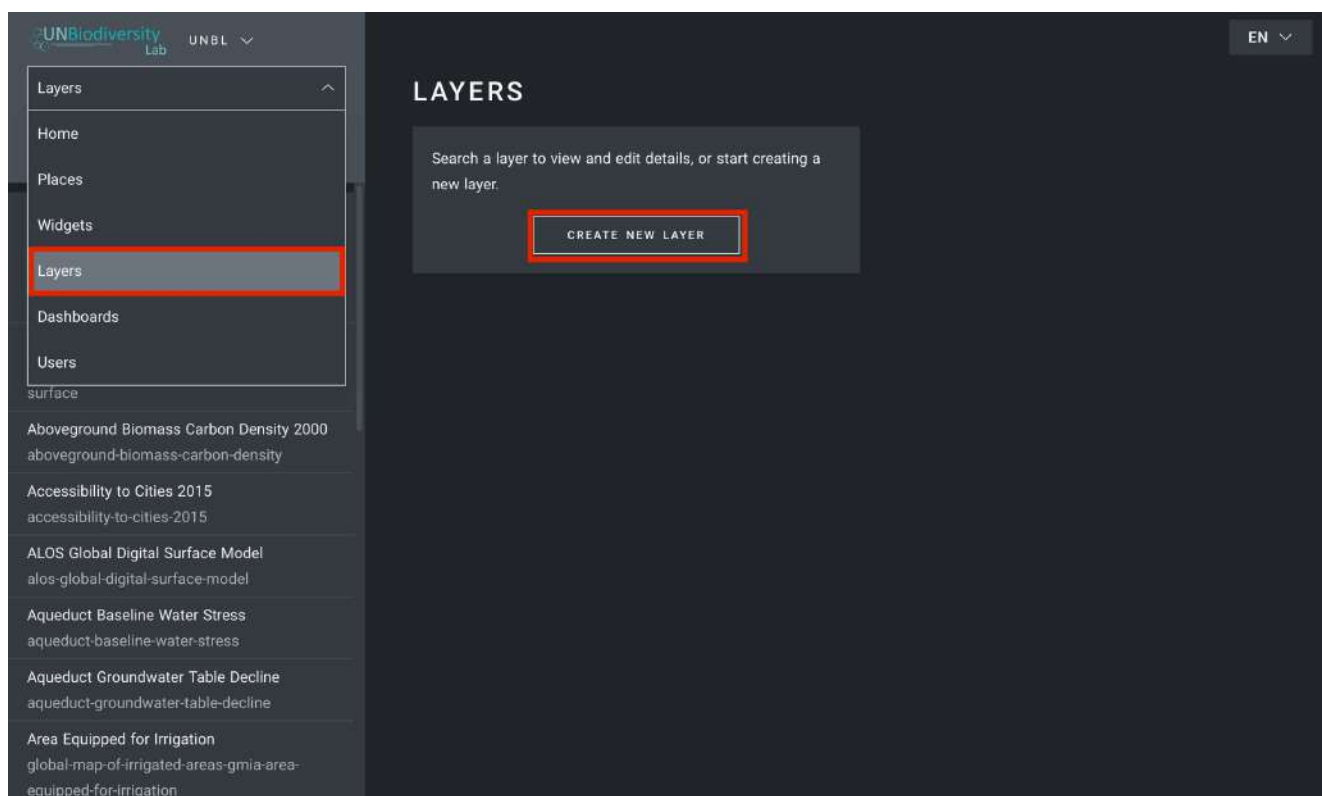 UNBiodiversity
Lab
UNBL
EN
Layers
Home
Places
Widgets
Layers
Dashboards
Users
surface
Aboveground Biomass Carbon Density 2000
aboveground-biomass-carbon-density
Accessibility to Cities 2015
accessibility-to-cities-2015
ALOS Global Digital Surface Model
alos-global-digital-surface-model
Aqueduct Baseline Water Stress
aqueduct-baseline-water-stress
Aqueduct Groundwater Table Decline
aqueduct-groundwater-table-decline
Area Equipped for Irrigation
global-map-of-irrigated-areas-gmia-area-
equipped-for-irrigation
LAYERS
Search a layer to view and edit details, or start creating a
new layer.
CREATE NEW LAYER